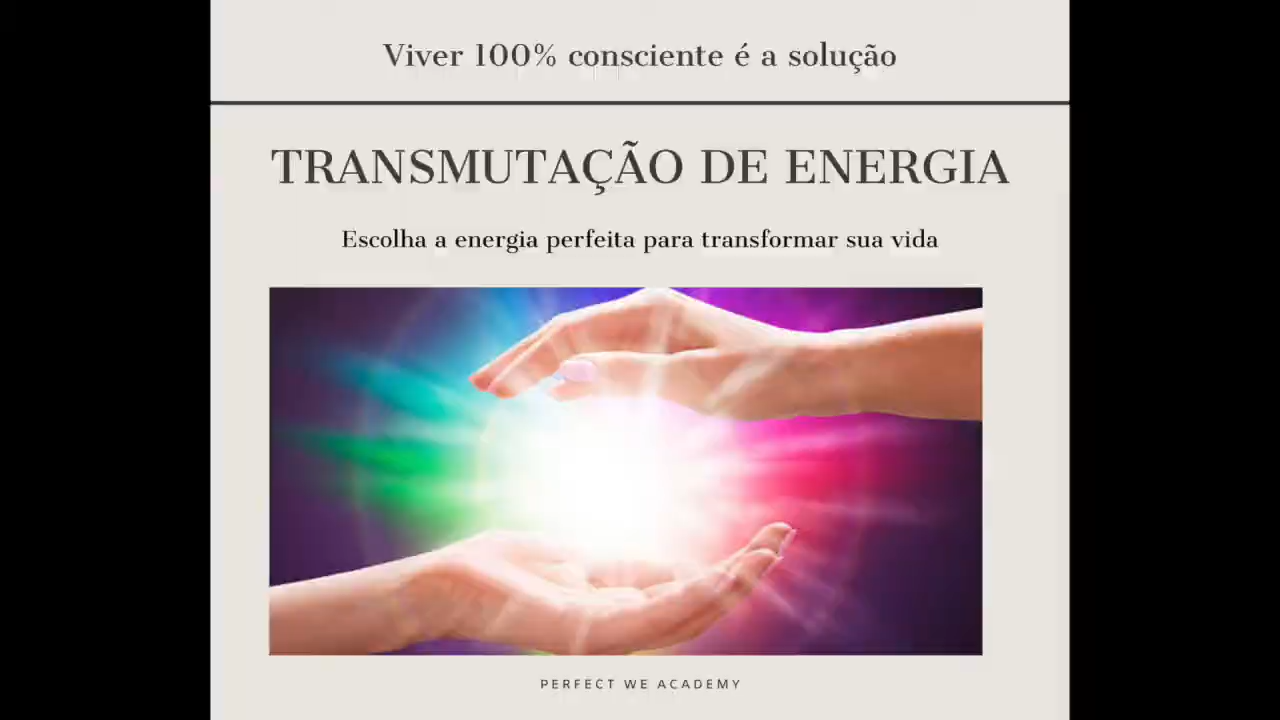 Viver 100% consciente é a solução
TRANSMUTAÇÃO DE ENERGIA
Escolha a energia perfeita para transformar sua vida
PERFECT WE ACADEMY